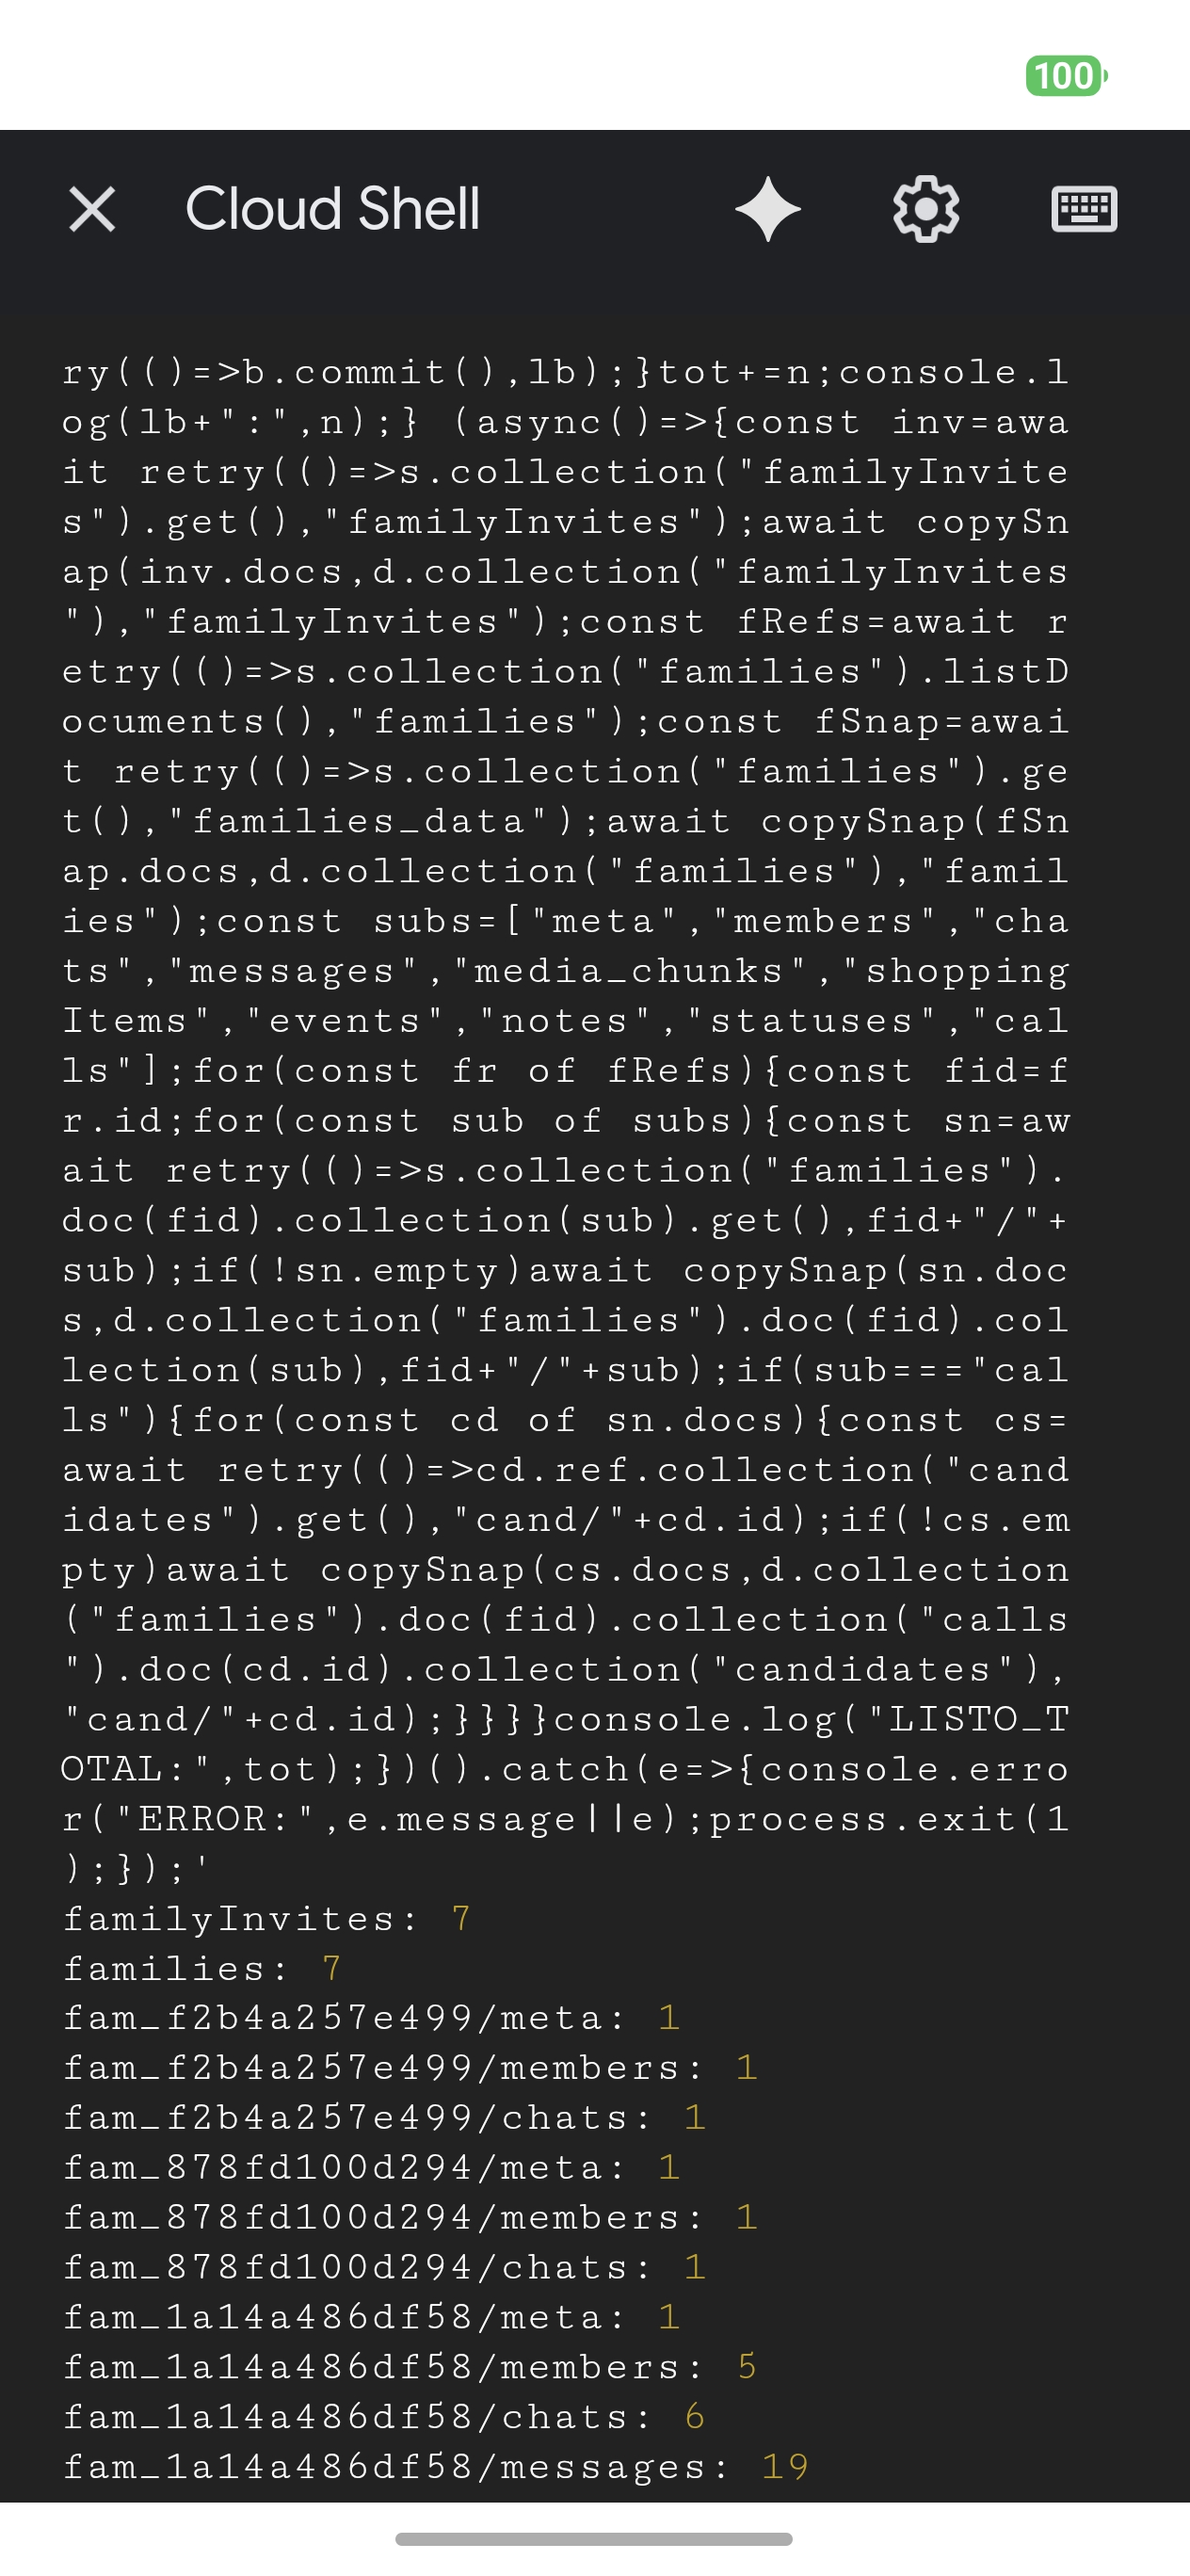 100
Cloud Shell
ry(()=>b.commit(),lb);}tot+=n;console.l
og(lb+":",n);} (async()=>{const inv=awa
it retry(()=>s.collection("familyInvite
s").get(),"familyInvites");await copySn
ap(inv.docs,d.collection("familyInvites
"),"familyInvites");const fRefs=await r
etry(()=>s.collection("families").listD
ocuments(),"families");const fSnap=awai
t retry(()=>s.collection("families").ge
t(),"families_data");await copySnap(fSn
ap.docs,d.collection("families"),"famil
ies");const subs=["meta","members","cha
ts","messages","media_chunks","shopping
Items","events","notes","statuses","cal
ls"];for(const fr of fRefs){const fid=f
r.id;for(const sub of subs){const sn=aw
ait retry(()=>s.collection("families").
doc(fid).collection(sub).get(),fid+"/"+
sub);if(!sn.empty)await copySnap(sn.doc
s,d.collection("families").doc(fid).col
lection(sub),fid+"/"+sub);if(sub==="cal
ls"){for(const cd of sn.docs){const cs=
await retry(()=>cd.ref.collection("cand
idates").get(),"cand/"+cd.id);if(!cs.em
pty)await copySnap(cs.docs,d.collection
("families").doc(fid).collection("calls
").doc(cd.id).collection("candidates"),
"cand/"+cd.id);}}}}console.log("LISTO_T
OTAL:",tot);})().catch(e=>{console.erro
r("ERROR:",e.message||e);process.exit(1
);});'
familyInvites: 7
families: 7
fam_f2b4a257e499/meta: 1
fam_f2b4a257e499/members: 1
fam_f2b4a257e499/chats: 1
fam_878fd100d294/meta: 1
fam_878fd100d294/members: 1
fam_878fd100d294/chats: 1
fam_1a14a486df58/meta: 1
fam_1a14a486df58/members: 5
fam_1a14a486df58/chats: 6
fam_1a14a486df58/messages: 19